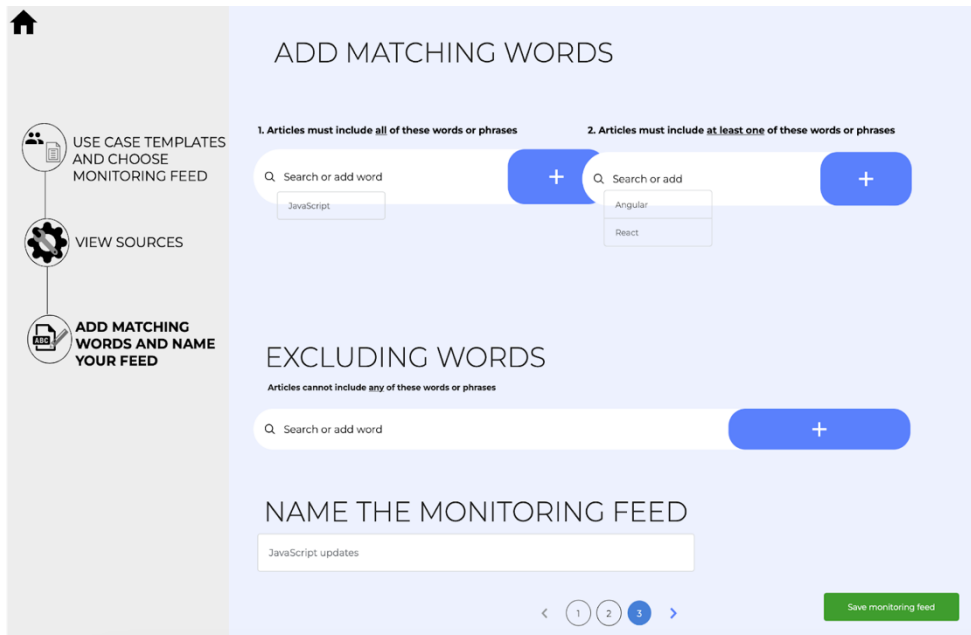 ADD MATCHING WORDS
USE CASE TEMPLATES
AND CHOOSE
MONITORING FEED
VIEW SOURCES
ABC
ADD MATCHING
WORDS AND NAME
YOUR FEED
1. Articles must include all of these words or phrases
Search or add word
+
JavaScript
2. Articles must include at least one of these words or phrases
Search or add
+
Angular
React
EXCLUDING WORDS
Articles cannot include any of these words or phrases
Search or add word
+
NAME THE MONITORING FEED
JavaScript updates
< 1 2 3 >
Save monitoring feed